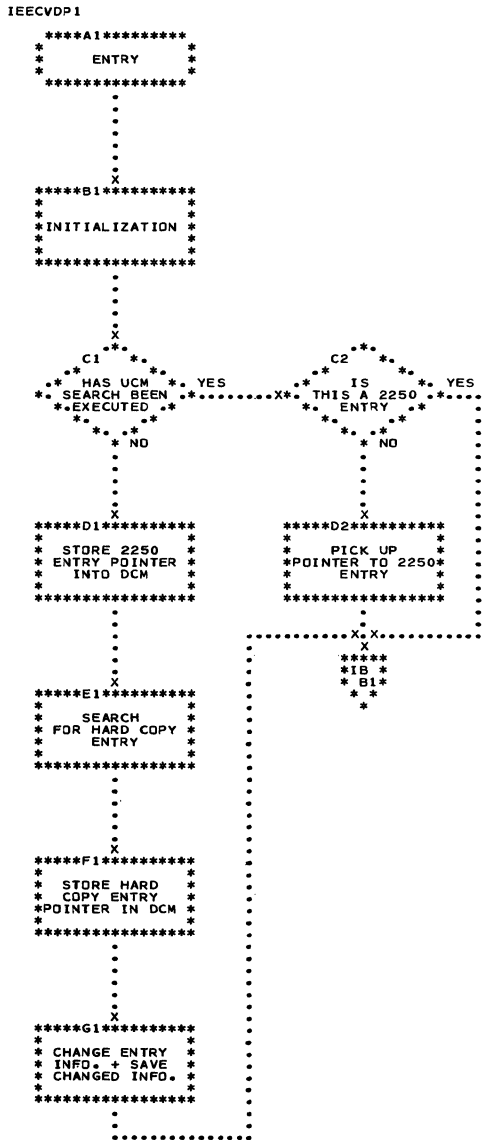 IEECVDP1
A1
ENTRY
B1
INITIALIZATION
C1
HAS UCM
SEARCH BEEN
EXECUTED
YES
NO
C2
IS
THIS A 2250
ENTRY
YES
NO
D1
STORE 2250
ENTRY POINTER
INTO DCM
D2
PICK UP
POINTER TO 2250
ENTRY
IB
B1
E1
SEARCH
FOR HARD COPY
ENTRY
F1
STORE HARD
COPY ENTRY
POINTER IN DCM
G1
CHANGE ENTRY
INFO. + SAVE
CHANGED INFO.